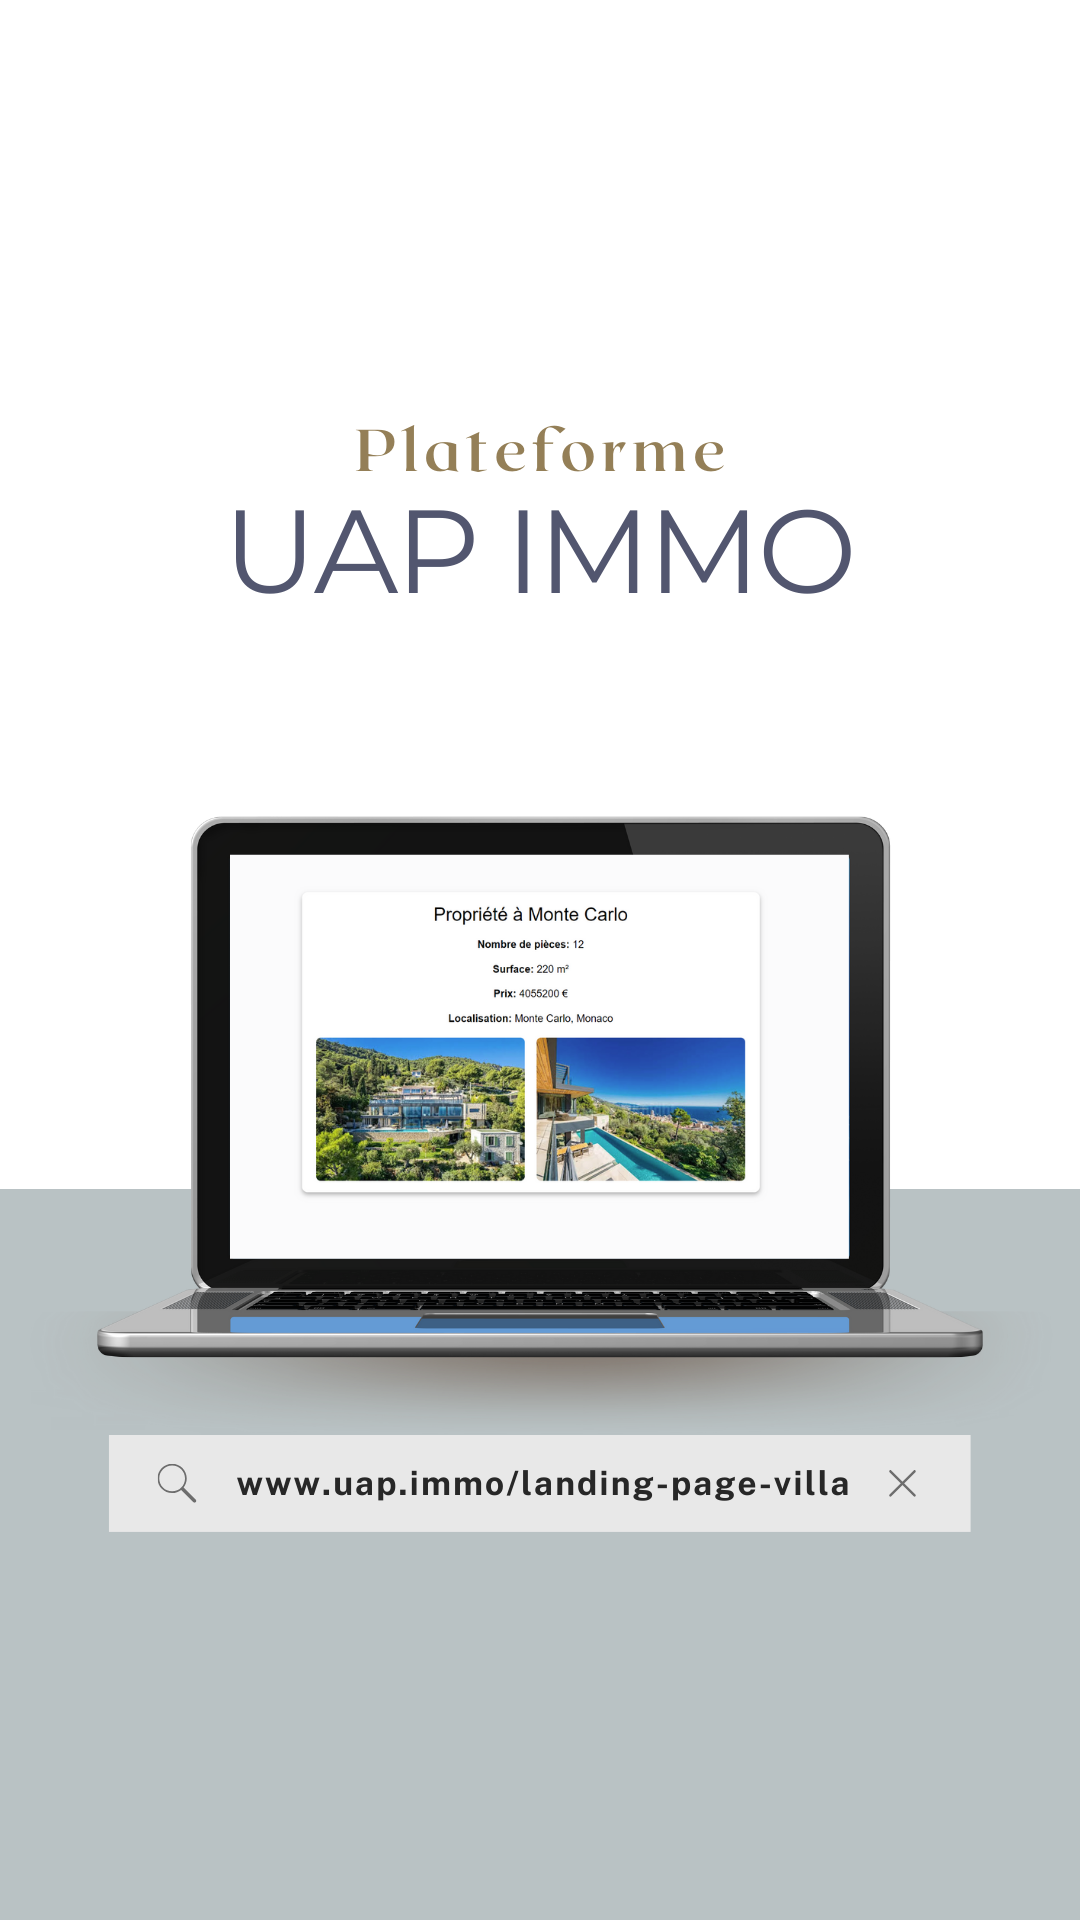 Plateforme
UAP IMMO
Propriété à Monte Carlo
Nombre de pièces: 12
Surface: 220 m²
Prix: 4055200 €
Localisation: Monte Carlo, Monaco
www.uap.immo/landing-page-villa